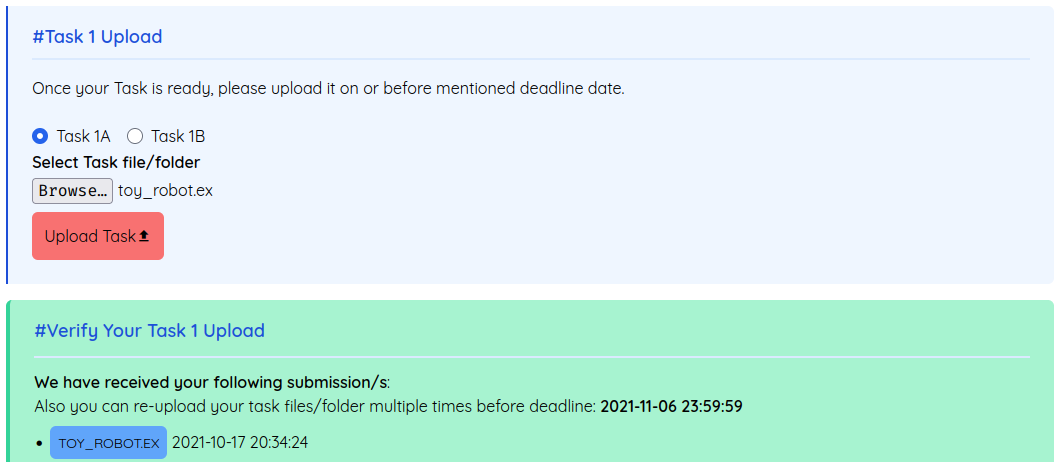 #Task 1 Upload
Once your Task is ready, please upload it on or before mentioned deadline date.
Task 1A Task 1B
Select Task file/folder
Browse... toy_robot.ex
Upload Task
#Verify Your Task 1 Upload
We have received your following submission/s:
Also you can re-upload your task files/folder multiple times before deadline: 2021-11-06 23:59:59
• TOY_ROBOT.EX 2021-10-17 20:34:24